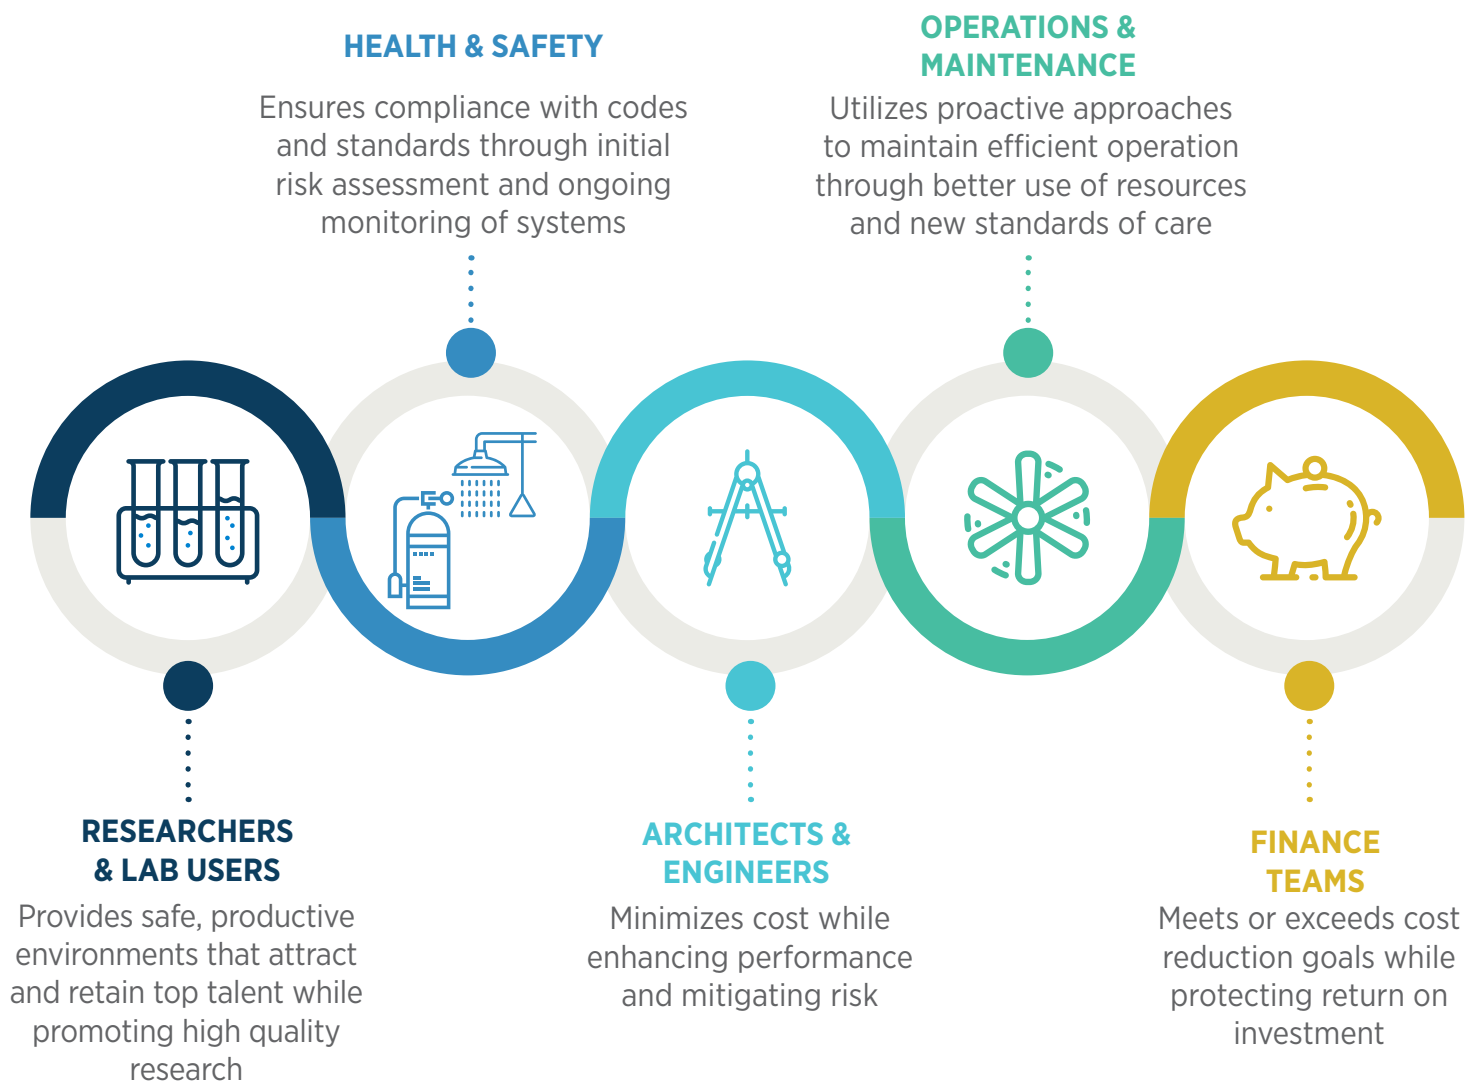 HEALTH & SAFETY
Ensures compliance with codes
and standards through initial
risk assessment and ongoing
monitoring of systems
OPERATIONS &
MAINTENANCE
Utilizes proactive approaches
to maintain efficient operation
through better use of resources
and new standards of care
RESEARCHERS
& LAB USERS
Provides safe, productive
environments that attract
and retain top talent while
promoting high quality
research
ARCHITECTS &
ENGINEERS
Minimizes cost while
enhancing performance
and mitigating risk
FINANCE
TEAMS
Meets or exceeds cost
reduction goals while
protecting return on
investment